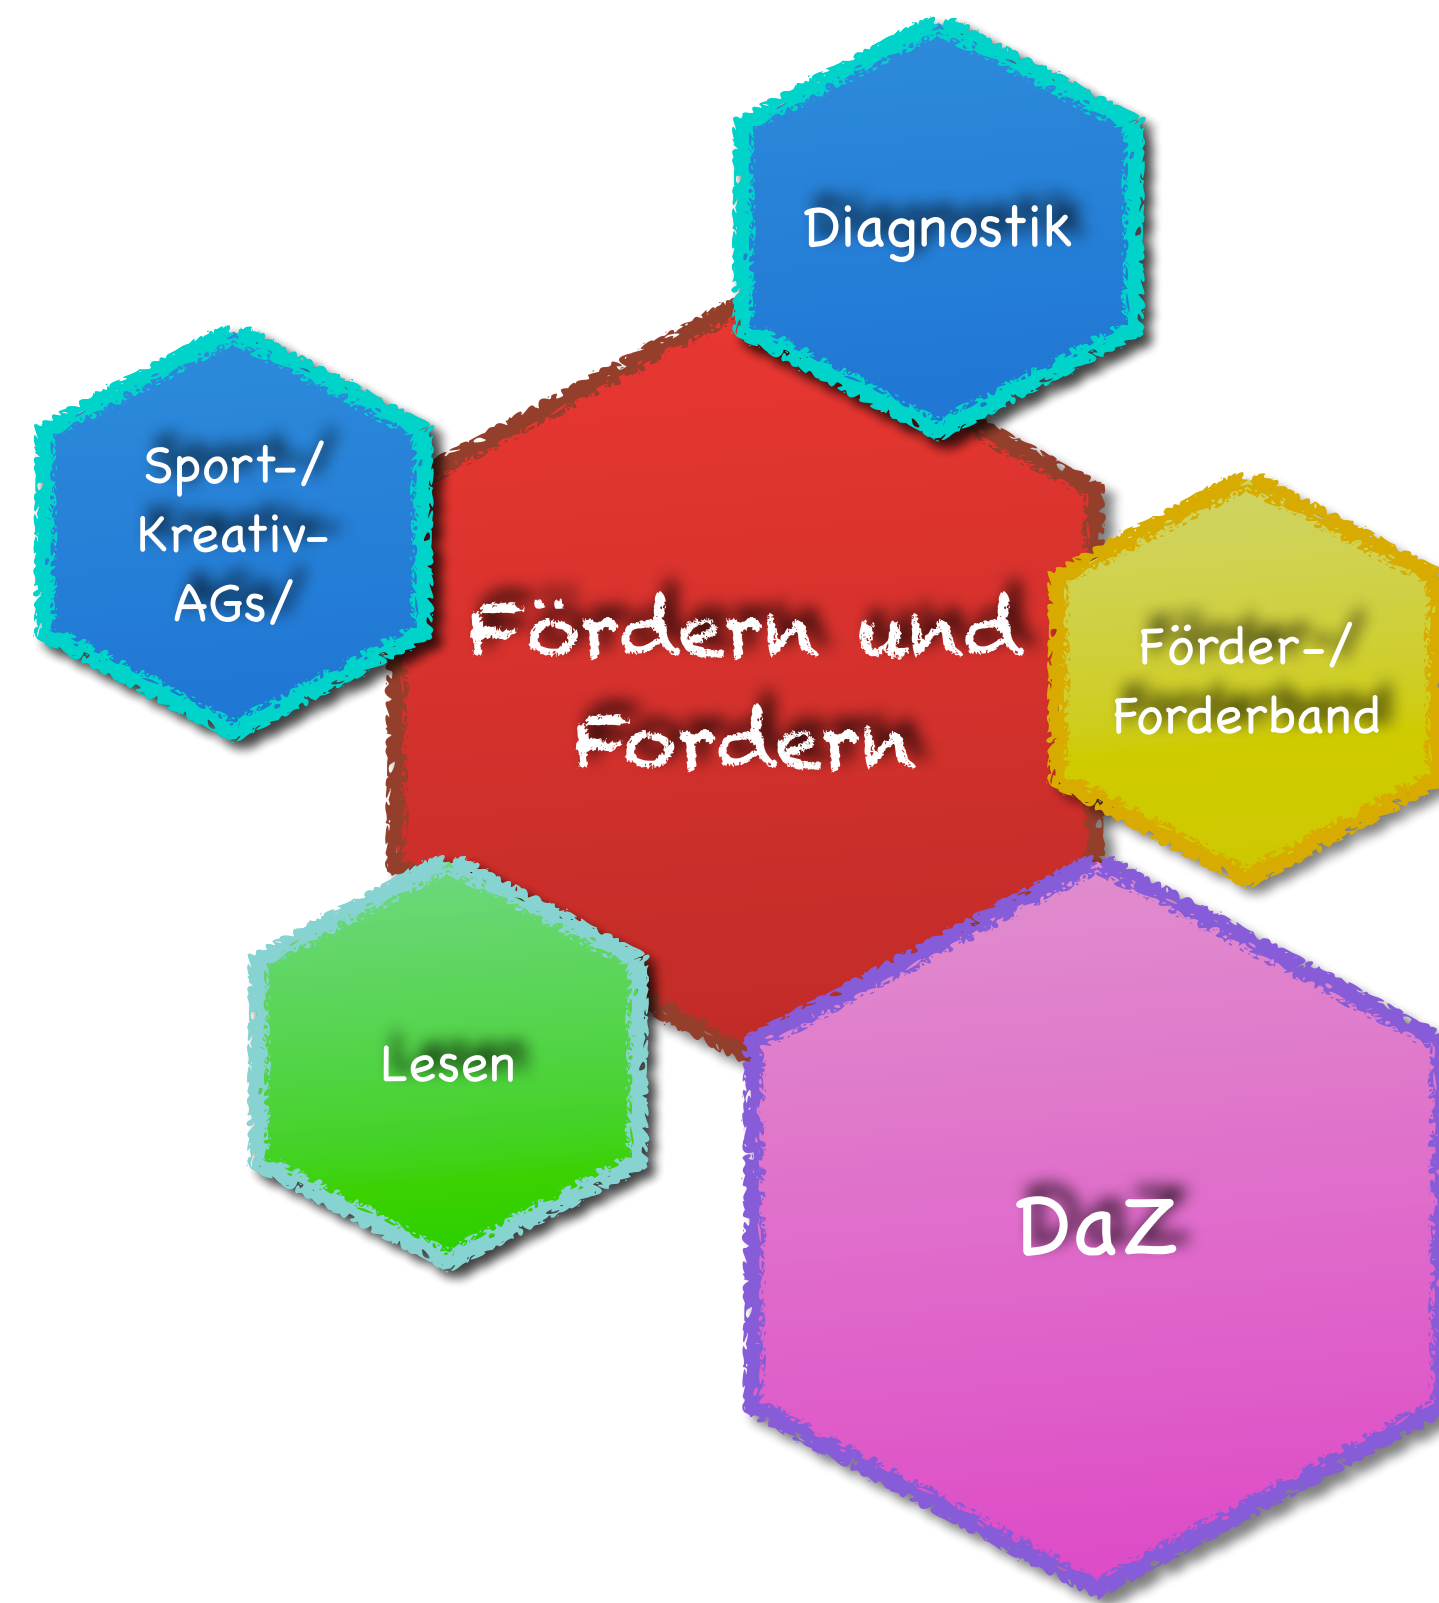 Diagnostik
Sport-/
Kreativ-
AGs/
Fördern und
Fordern
Förder-/
Forderband
Lesen
DaZ